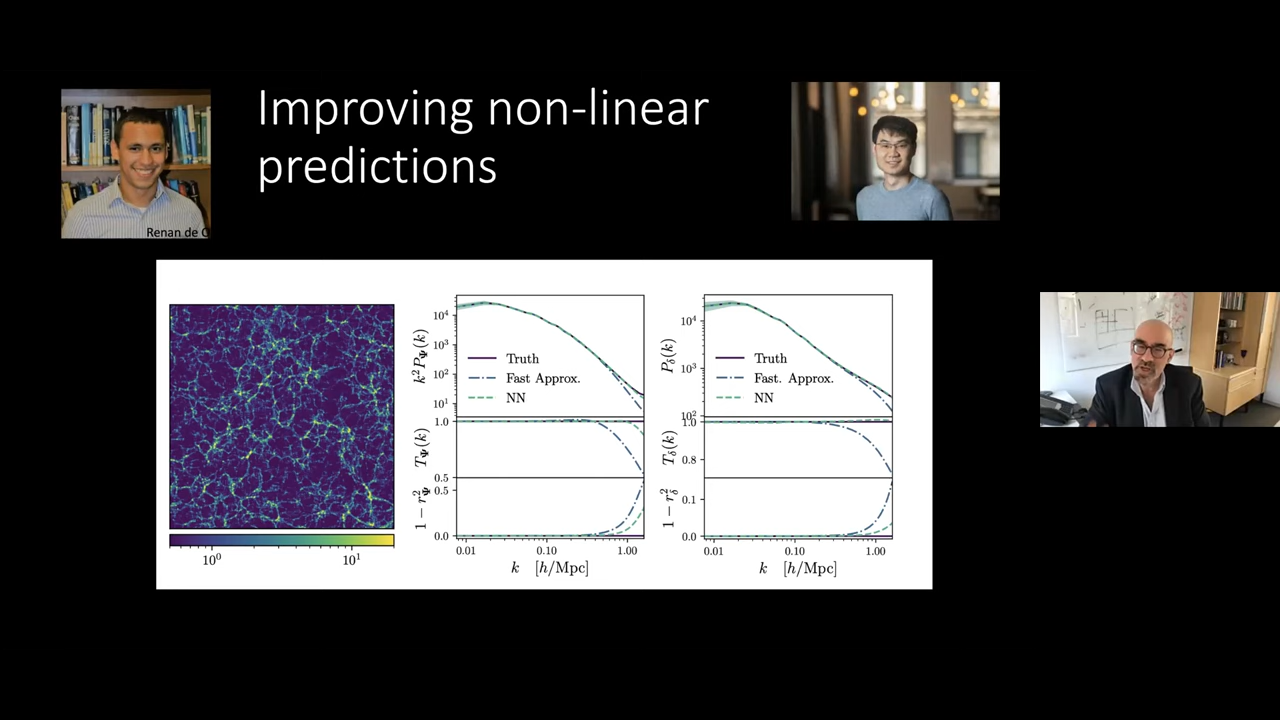 Improving non-linear
predictions
Renan de
10⁰ 10¹
k²P_Ψ(k)
10⁴
10³
10²
10¹
Truth
Fast Approx.
NN
T_Ψ(k)
1.0
0.5
1 − r²_Ψ
0.5
0.0
0.01 0.10 1.00
k [h/Mpc]
P_δ(k)
10⁴
10³
10²
Truth
Fast. Approx.
NN
T_δ(k)
1.0
0.8
1 − r²_δ
0.1
0.0
0.01 0.10 1.00
k [h/Mpc]